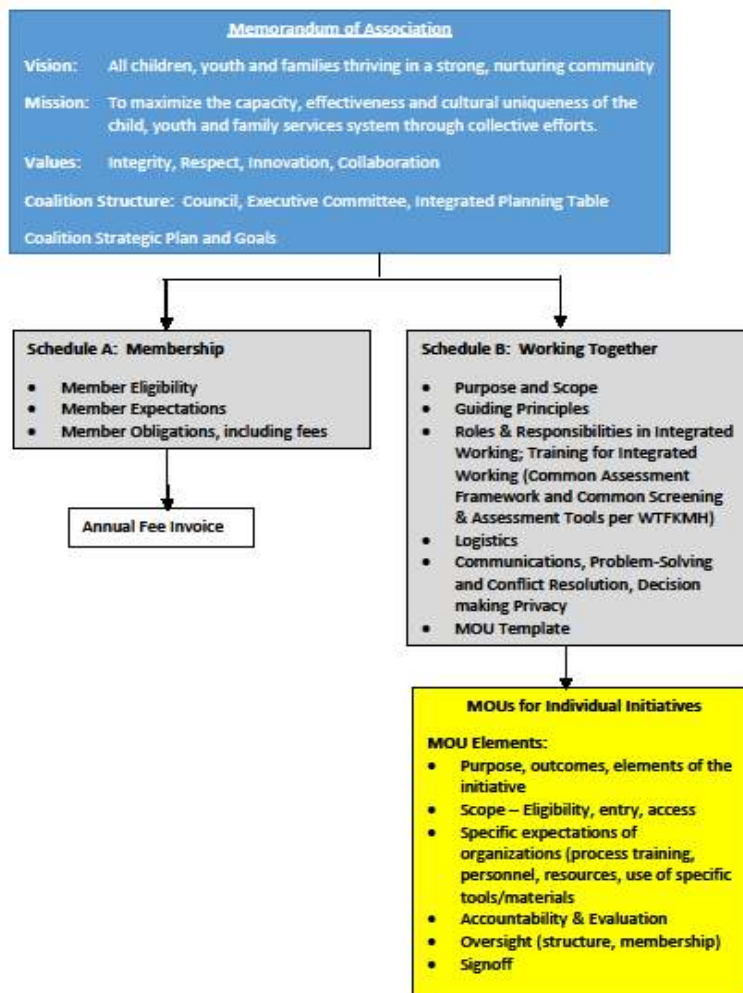 Memorandum of Association
Vision: All children, youth and families thriving in a strong, nurturing community
Mission: To maximize the capacity, effectiveness and cultural uniqueness of the
child, youth and family services system through collective efforts.
Values: Integrity, Respect, Innovation, Collaboration
Coalition Structure: Council, Executive Committee, Integrated Planning Table
Coalition Strategic Plan and Goals
Schedule A: Membership
• Member Eligibility
• Member Expectations
• Member Obligations, including fees
Annual Fee Invoice
Schedule B: Working Together
• Purpose and Scope
• Guiding Principles
• Roles & Responsibilities in Integrated
Working; Training for Integrated
Working (Common Assessment
Framework and Common Screening
& Assessment Tools per WTFKMH)
• Logistics
• Communications, Problem-Solving
and Conflict Resolution, Decision
making Privacy
• MOU Template
MOUs for Individual Initiatives
MOU Elements:
• Purpose, outcomes, elements of the
initiative
• Scope – Eligibility, entry, access
• Specific expectations of
organizations (process training,
personnel, resources, use of specific
tools/materials
• Accountability & Evaluation
• Oversight (structure, membership)
• Signoff